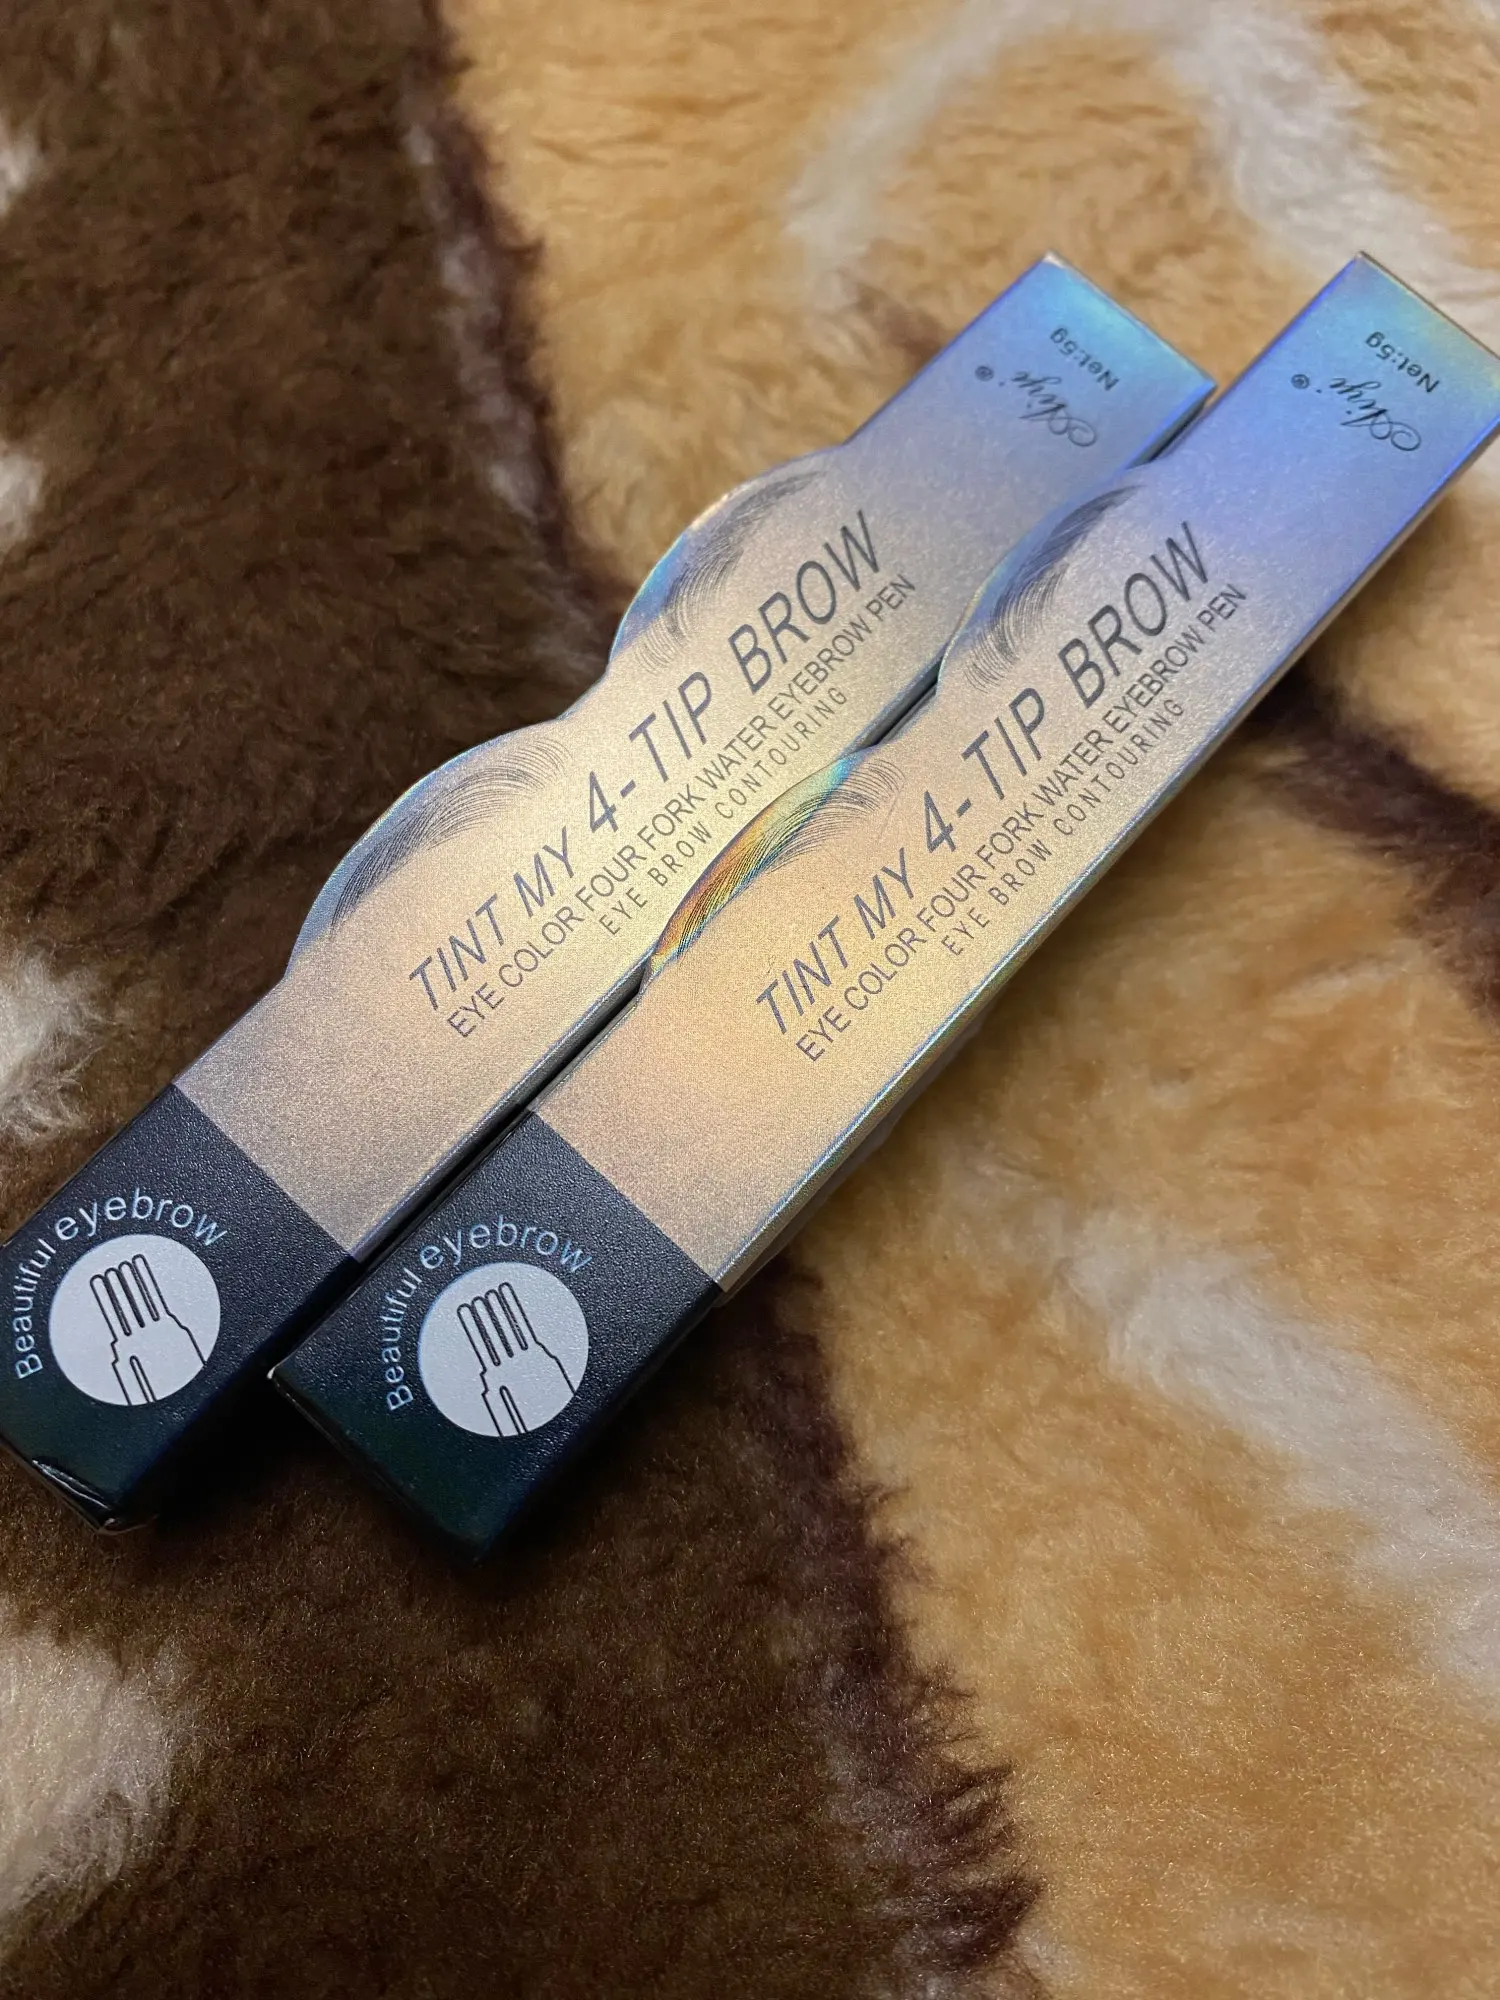 Net:5g
®
TINT MY 4-TIP BROW
EYE COLOR FOUR FORK WATER EYEBROW PEN
EYE BROW CONTOURING
Beautiful eyebrow
Net:5g
®
TINT MY 4-TIP BROW
EYE COLOR FOUR FORK WATER EYEBROW PEN
EYE BROW CONTOURING
Beautiful eyebrow